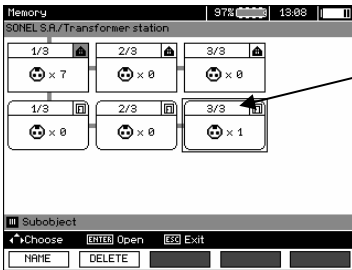 Memory 97% 13:08
SONEL S.A./Transformer station
1/3 2/3 3/3
× 7 × 0 × 0
1/3 2/3 3/3
× 0 × 0 × 1
Subobject
Choose ENTER Open ESC Exit
NAME DELETE